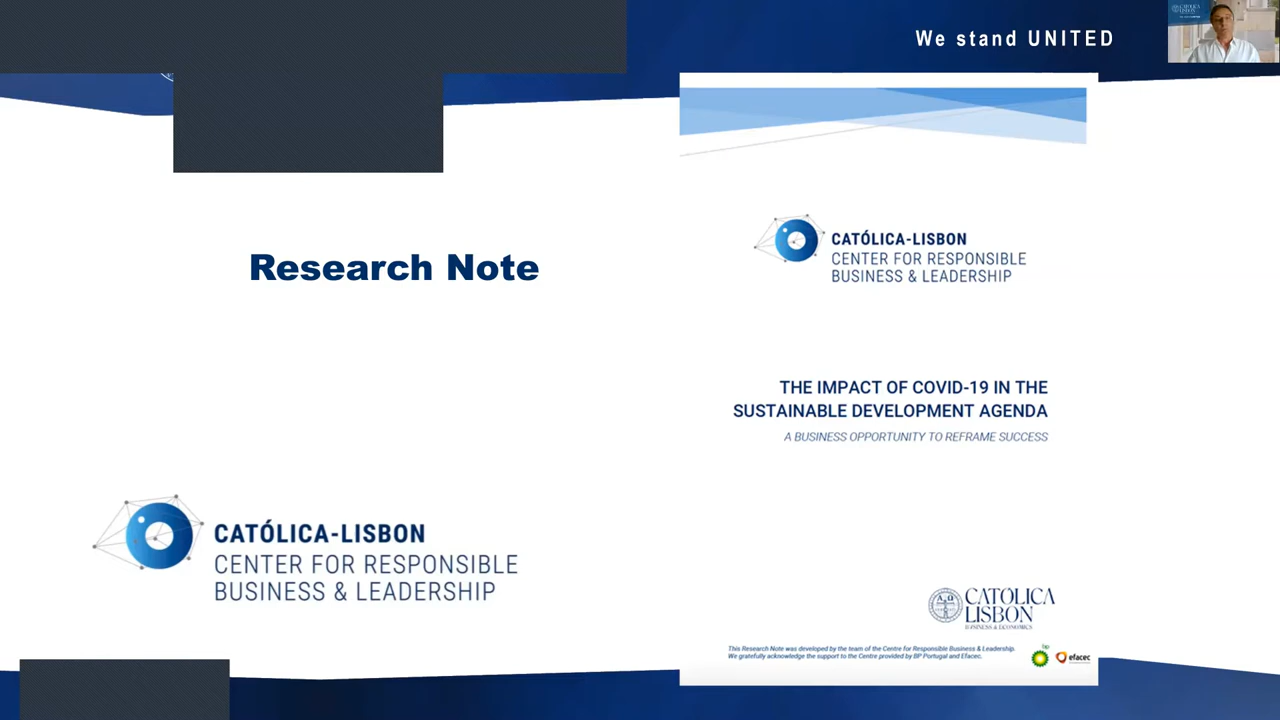 We stand UNITED
Research Note
CATÓLICA-LISBON
CENTER FOR RESPONSIBLE
BUSINESS & LEADERSHIP
CATÓLICA-LISBON
CENTER FOR RESPONSIBLE
BUSINESS & LEADERSHIP
THE IMPACT OF COVID-19 IN THE
SUSTAINABLE DEVELOPMENT AGENDA
A BUSINESS OPPORTUNITY TO REFRAME SUCCESS
CATÓLICA
LISBON
BUSINESS & ECONOMICS
This Research Note was developed by the team of the Centre for Responsible Business & Leadership.
We gratefully acknowledge the support to the Centre provided by BP Portugal and Efacec.
bp
efacec